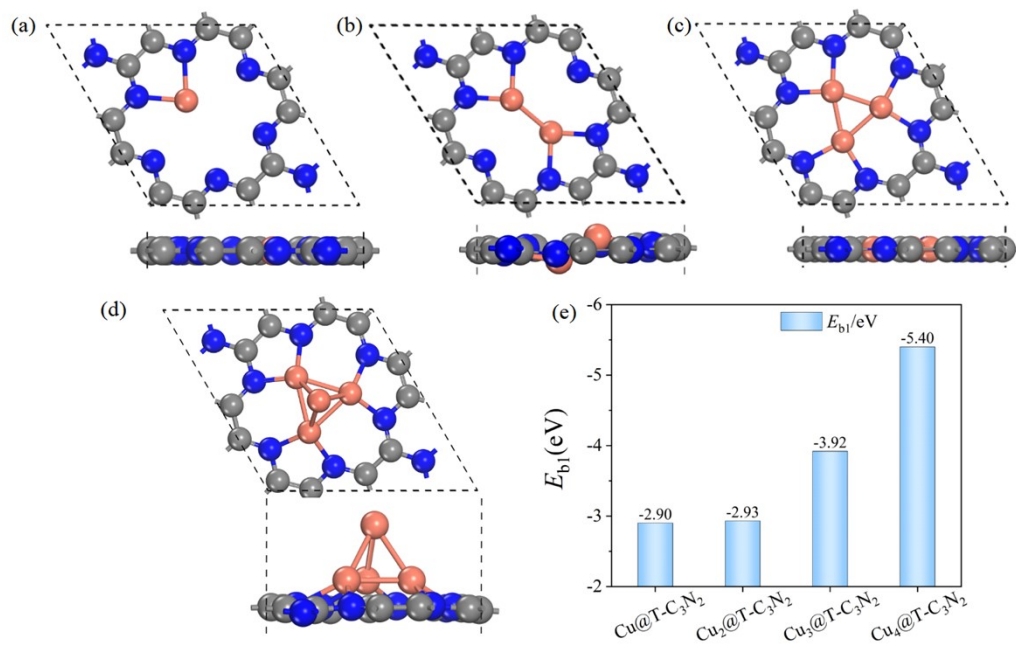 (a)
(b)
(c)
(d)
(e)
E_b1/eV
E_b1(eV)
-6
-5
-4
-3
-2
-2.90
-2.93
-3.92
-5.40
Cu@T-C₃N₂
Cu₂@T-C₃N₂
Cu₃@T-C₃N₂
Cu₄@T-C₃N₂